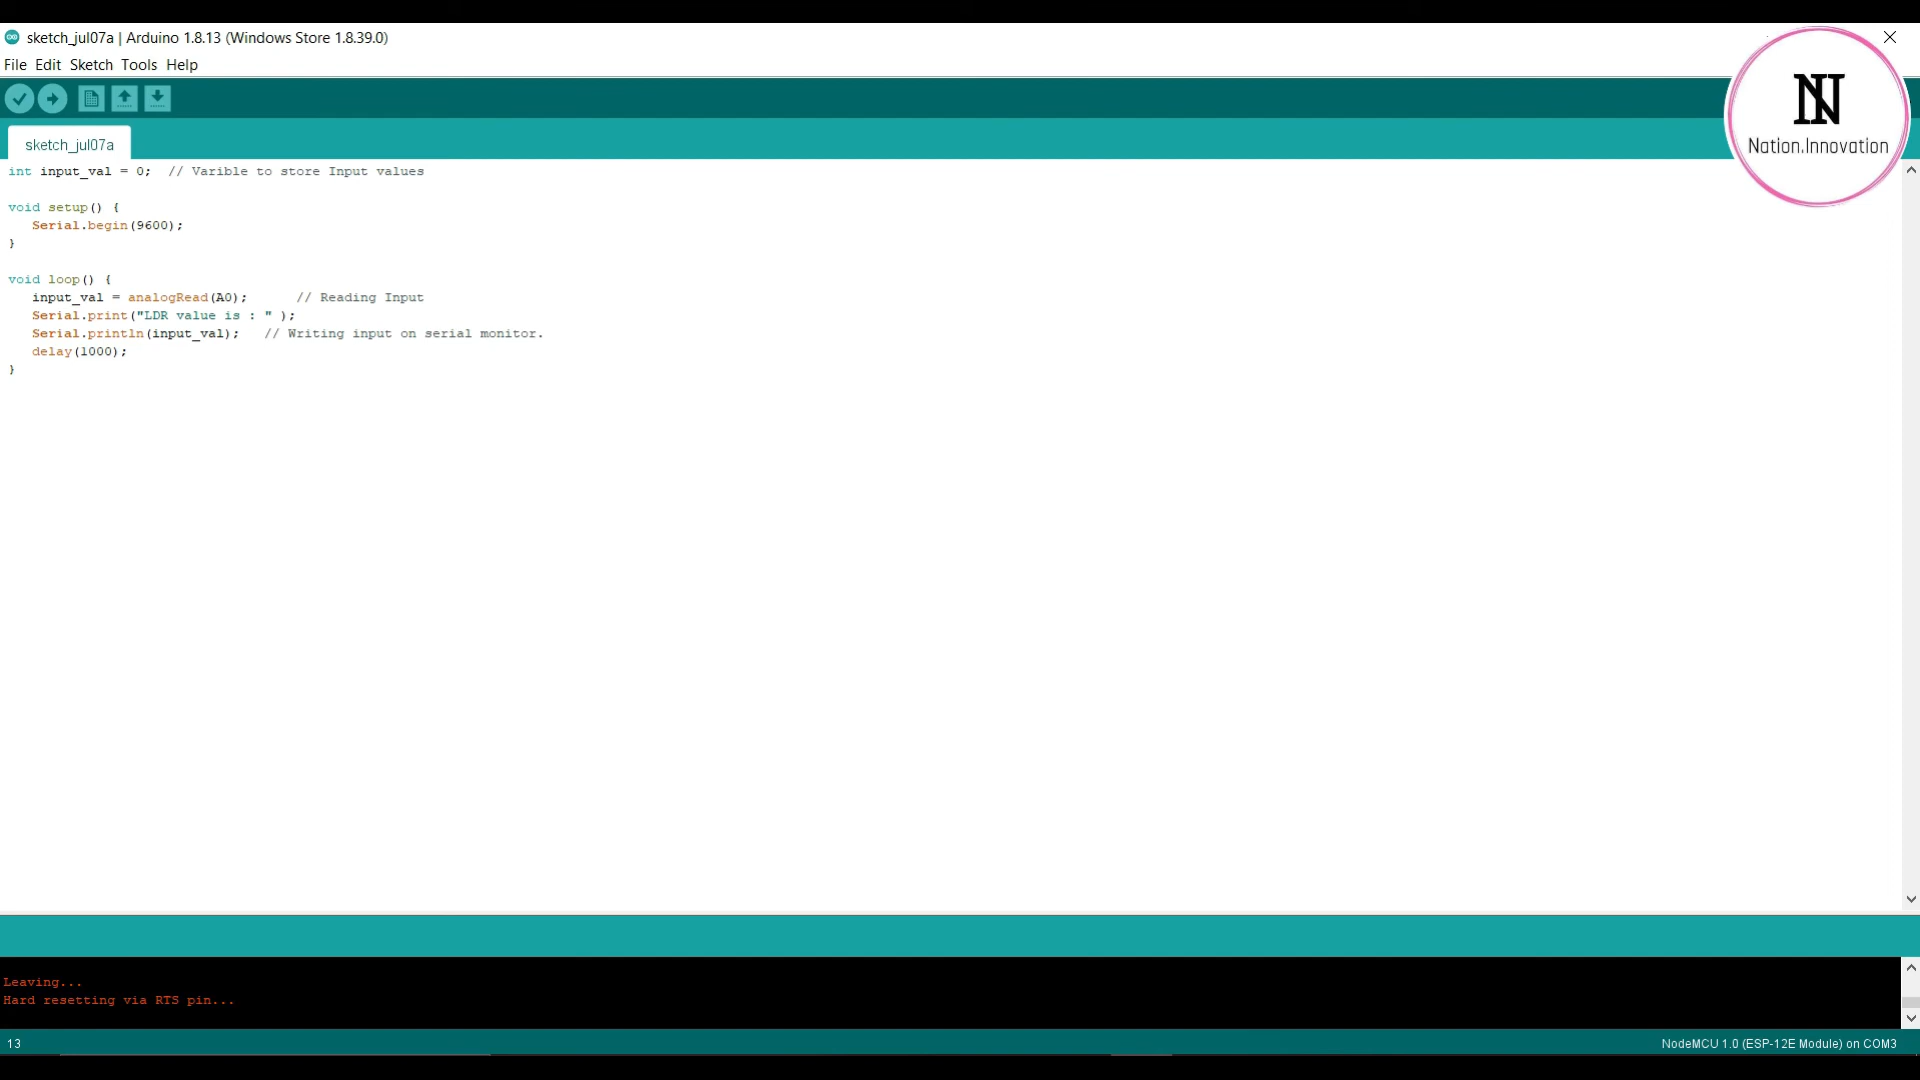 sketch_jul07a | Arduino 1.8.13 (Windows Store 1.8.39.0)
File Edit Sketch Tools Help
NI
Nation.Innovation
sketch_jul07a
int input_val = 0;  // Varible to store Input values
void setup() {
Serial.begin(9600);
}
void loop() {
input_val = analogRead(A0);      // Reading Input
Serial.print("LDR value is : " );
Serial.println(input_val);   // Writing input on serial monitor.
delay(1000);
}
Leaving...
Hard resetting via RTS pin...
13
NodeMCU 1.0 (ESP-12E Module) on COM3